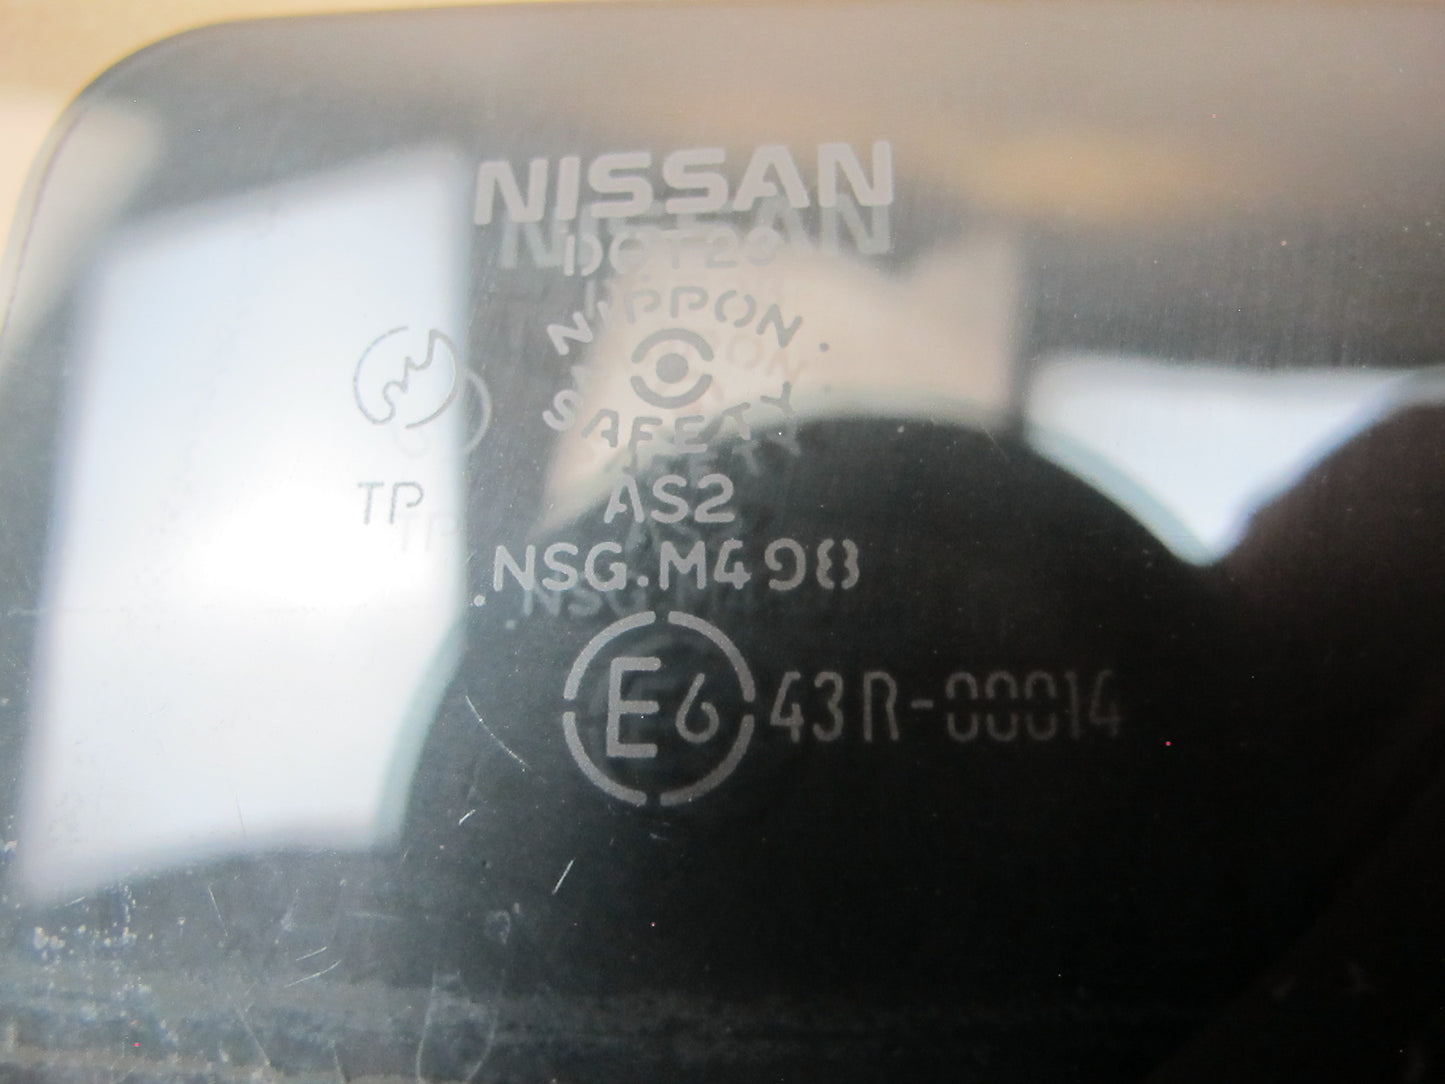 NISSAN
DOT20
NIPPON
SAFETY
TP
AS2
.NSG.M498
E6 43R-00014